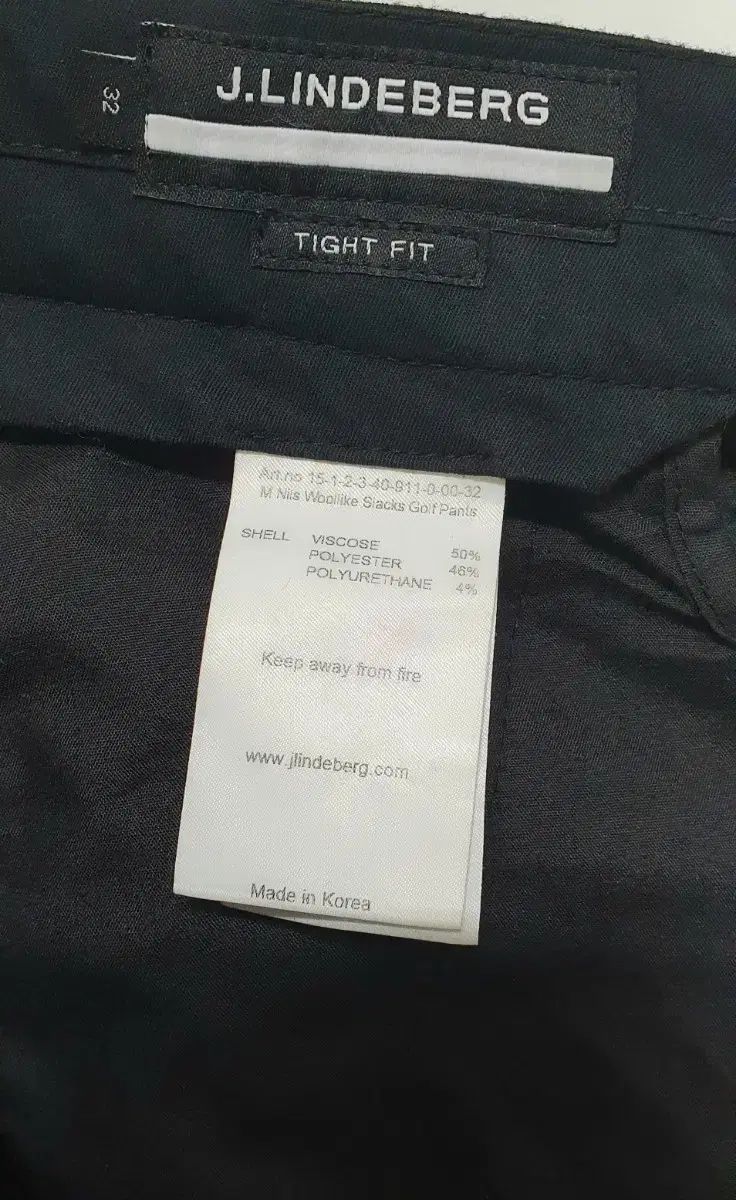 32
J.LINDEBERG
TIGHT FIT
Art.no 15-1-2-3-40-911-0-00-32
M Nils Woollike Slacks Golf Pants
SHELL VISCOSE 50%
POLYESTER 46%
POLYURETHANE 4%
Keep away from fire
www.jlindeberg.com
Made in Korea